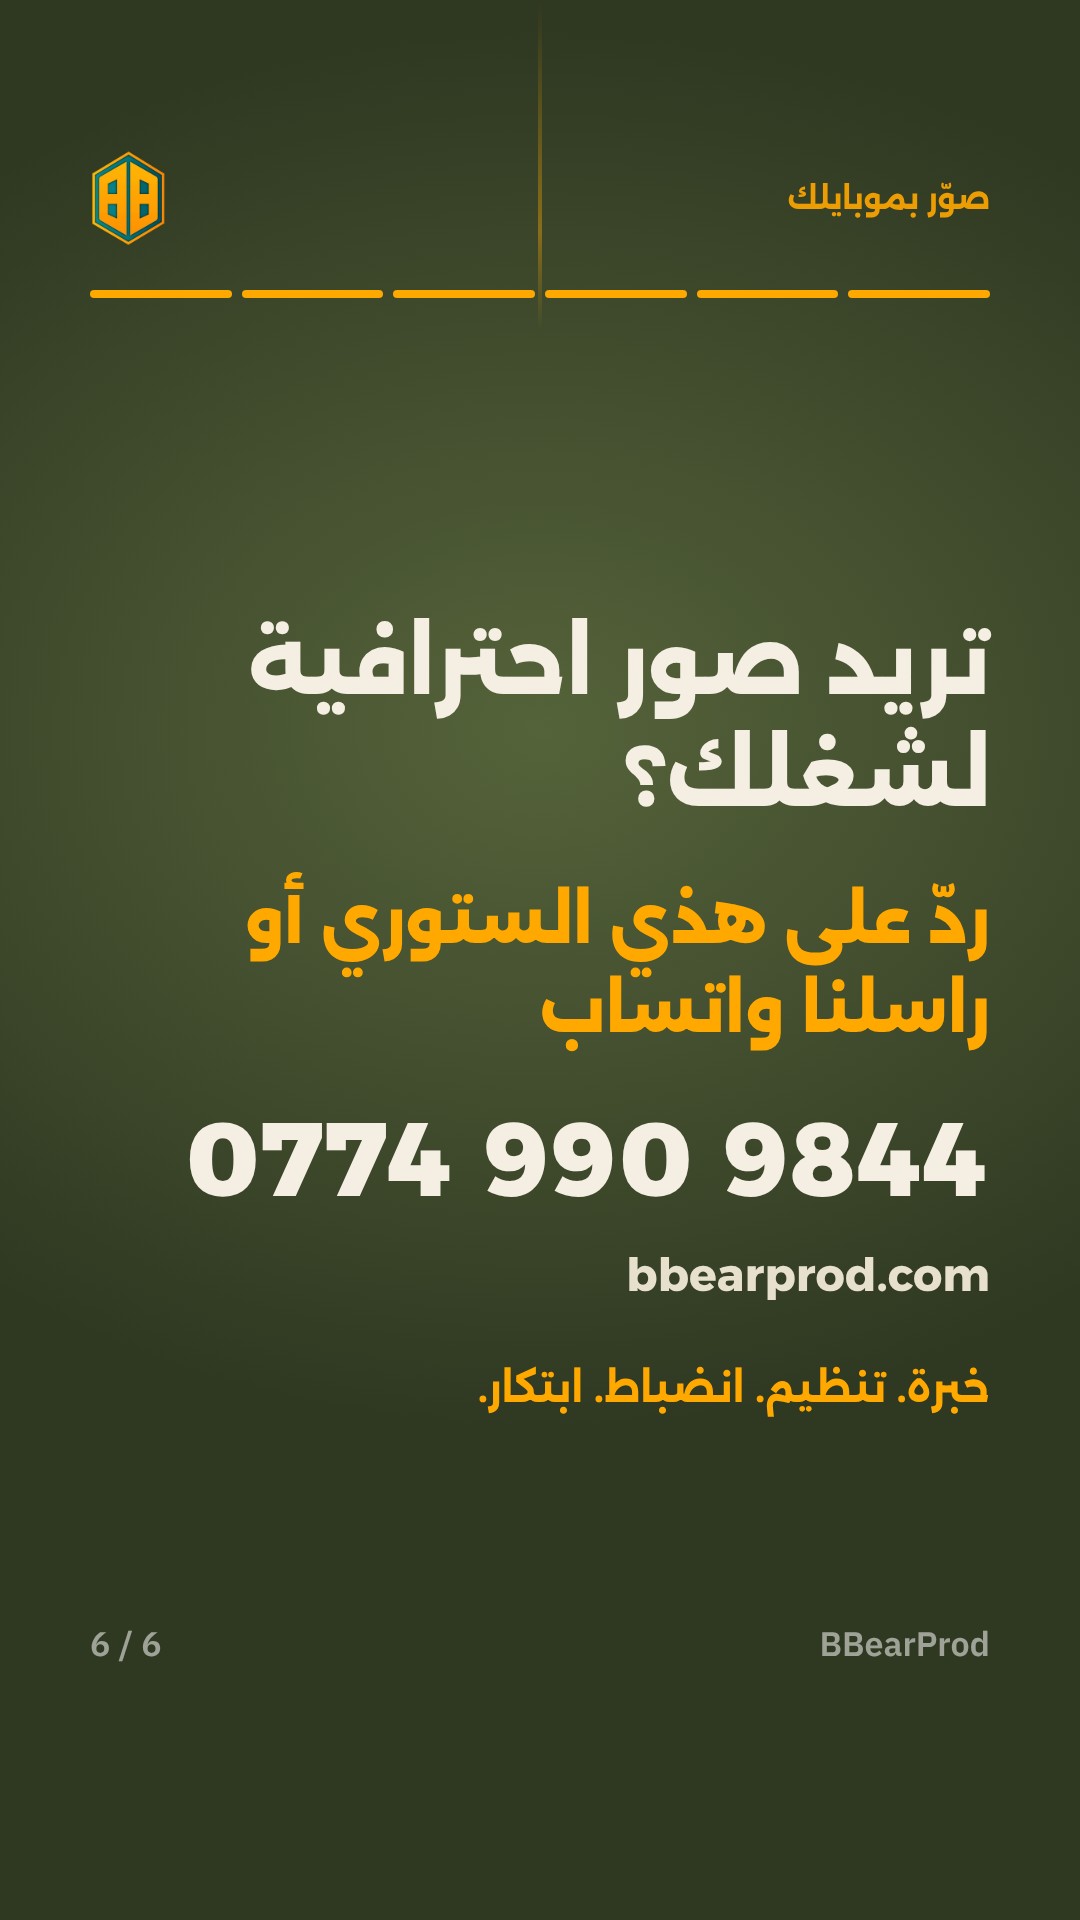 صوّر بموبايلك
تريد صور احترافية
لشغلك؟
ردّ على هذي الستوري أو
راسلنا واتساب
0774 990 9844
bbearprod.com
خبرة. تنظيم. انضباط. ابتكار.
BBearProd
6 / 6